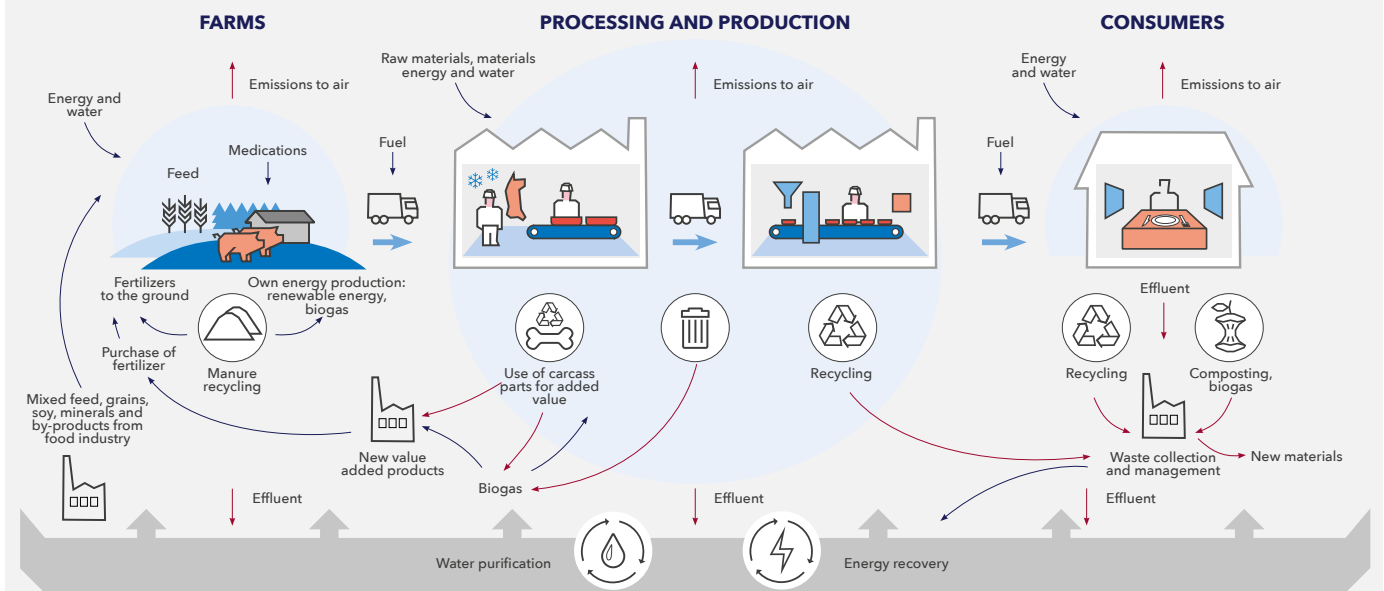 FARMS
PROCESSING AND PRODUCTION
CONSUMERS
Emissions to air
Energy and
water
Medications
Feed
Fuel
Raw materials, materials
energy and water
Emissions to air
Fuel
Energy
and water
Emissions to air
Fertilizers
to the ground
Own energy production:
renewable energy,
biogas
Purchase of
fertilizer
Manure
recycling
Mixed feed, grains,
soy, minerals and
by-products from
food industry
Use of carcass
parts for added
value
Recycling
New value
added products
Biogas
Effluent
Recycling
Composting,
biogas
Waste collection
and management
New materials
Effluent
Effluent
Effluent
Water purification
Energy recovery